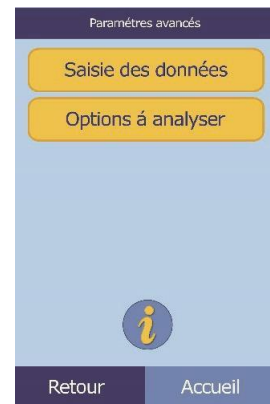 Paramétres avancés
Saisie des données
Options á analyser
i
Retour Accueil